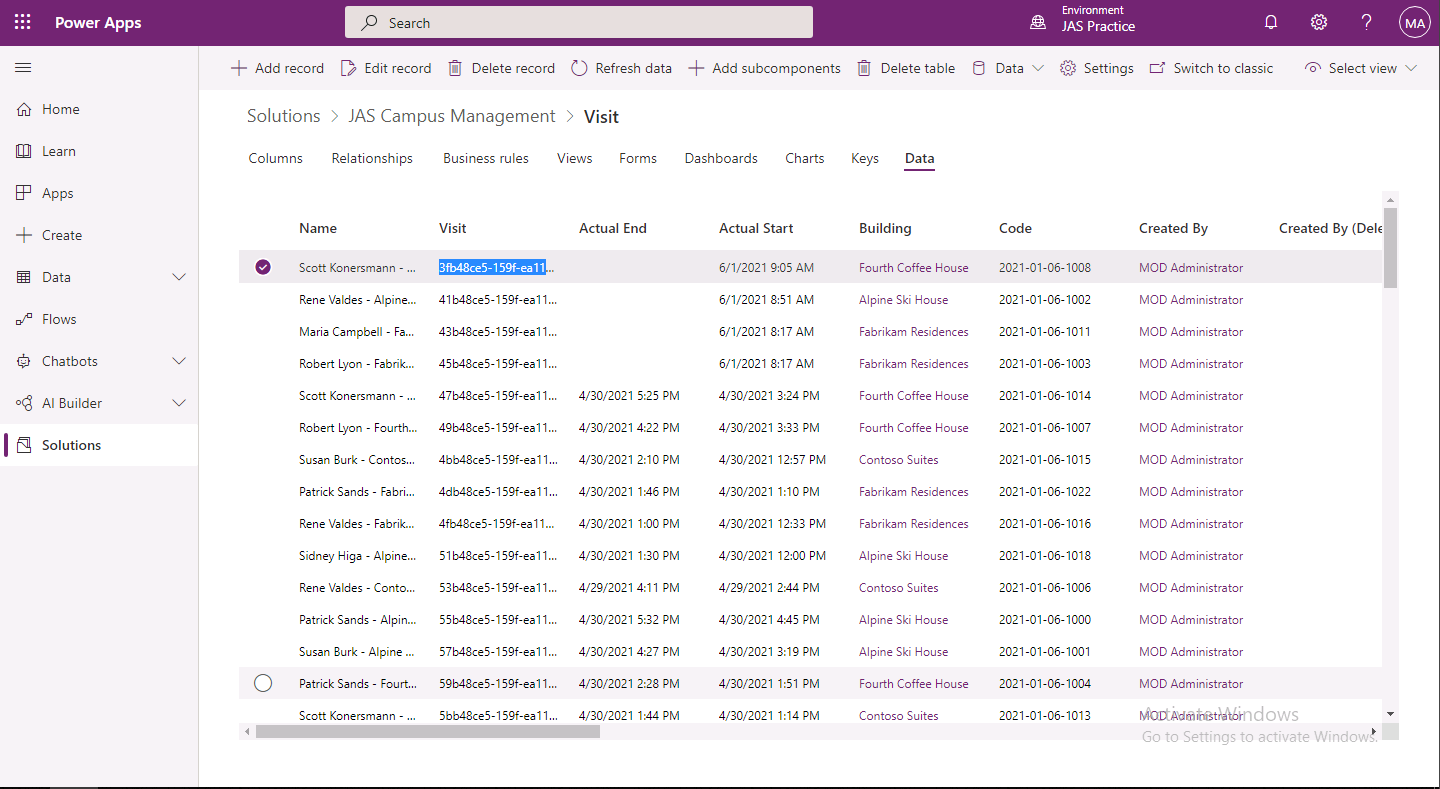 Power Apps
Search
Environment
JAS Practice
MA
Add record Edit record Delete record Refresh data Add subcomponents Delete table Data Settings Switch to classic Select view
Home
Learn
Apps
Create
Data
Flows
Chatbots
AI Builder
Solutions
Solutions > JAS Campus Management > Visit
Columns Relationships Business rules Views Forms Dashboards Charts Keys Data
Name Visit Actual End Actual Start Building Code Created By Created By (Dele
Scott Konersmann - ... 3fb48ce5-159f-ea11... 6/1/2021 9:05 AM Fourth Coffee House 2021-01-06-1008 MOD Administrator
Rene Valdes - Alpine... 41b48ce5-159f-ea11... 6/1/2021 8:51 AM Alpine Ski House 2021-01-06-1002 MOD Administrator
Maria Campbell - Fa... 43b48ce5-159f-ea11... 6/1/2021 8:17 AM Fabrikam Residences 2021-01-06-1011 MOD Administrator
Robert Lyon - Fabrik... 45b48ce5-159f-ea11... 6/1/2021 8:17 AM Fabrikam Residences 2021-01-06-1003 MOD Administrator
Scott Konersmann - ... 47b48ce5-159f-ea11... 4/30/2021 5:25 PM 4/30/2021 3:24 PM Fourth Coffee House 2021-01-06-1014 MOD Administrator
Robert Lyon - Fourth... 49b48ce5-159f-ea11... 4/30/2021 4:22 PM 4/30/2021 3:33 PM Fourth Coffee House 2021-01-06-1007 MOD Administrator
Susan Burk - Contos... 4bb48ce5-159f-ea11... 4/30/2021 2:10 PM 4/30/2021 12:57 PM Contoso Suites 2021-01-06-1015 MOD Administrator
Patrick Sands - Fabri... 4db48ce5-159f-ea11... 4/30/2021 1:46 PM 4/30/2021 1:10 PM Fabrikam Residences 2021-01-06-1022 MOD Administrator
Rene Valdes - Fabrik... 4fb48ce5-159f-ea11... 4/30/2021 1:00 PM 4/30/2021 12:33 PM Fabrikam Residences 2021-01-06-1016 MOD Administrator
Sidney Higa - Alpine... 51b48ce5-159f-ea11... 4/30/2021 1:30 PM 4/30/2021 12:00 PM Alpine Ski House 2021-01-06-1018 MOD Administrator
Rene Valdes - Conto... 53b48ce5-159f-ea11... 4/29/2021 4:11 PM 4/29/2021 2:44 PM Contoso Suites 2021-01-06-1006 MOD Administrator
Patrick Sands - Alpin... 55b48ce5-159f-ea11... 4/30/2021 5:32 PM 4/30/2021 4:45 PM Alpine Ski House 2021-01-06-1000 MOD Administrator
Susan Burk - Alpine ... 57b48ce5-159f-ea11... 4/30/2021 4:27 PM 4/30/2021 3:19 PM Alpine Ski House 2021-01-06-1001 MOD Administrator
Patrick Sands - Fourt... 59b48ce5-159f-ea11... 4/30/2021 2:28 PM 4/30/2021 1:51 PM Fourth Coffee House 2021-01-06-1004 MOD Administrator
Scott Konersmann - ... 5bb48ce5-159f-ea11... 4/30/2021 1:44 PM 4/30/2021 1:14 PM Contoso Suites 2021-01-06-1013 MOD Administrator
Activate Windows
Go to Settings to activate Windows.